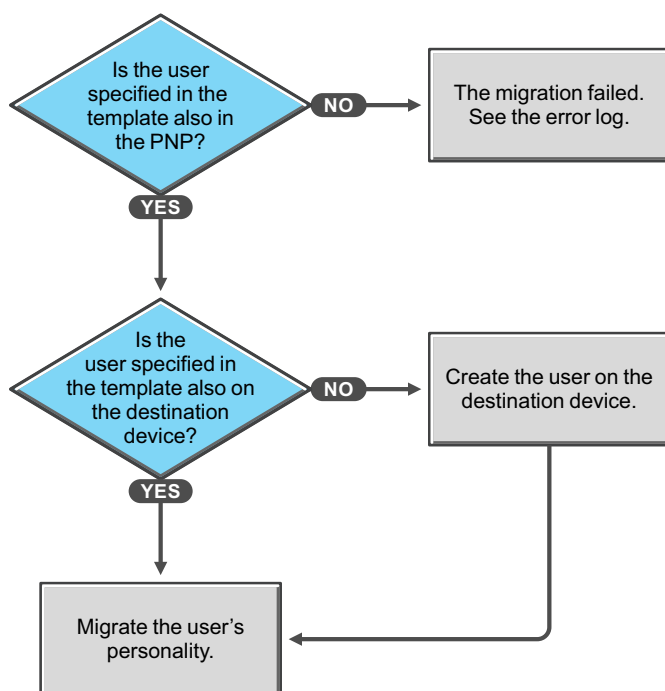 Is the user
specified in the
template also in
the PNP?
NO
The migration failed.
See the error log.
YES
Is the
user specified in
the template also on
the destination
device?
NO
Create the user on the
destination device.
YES
Migrate the user’s
personality.